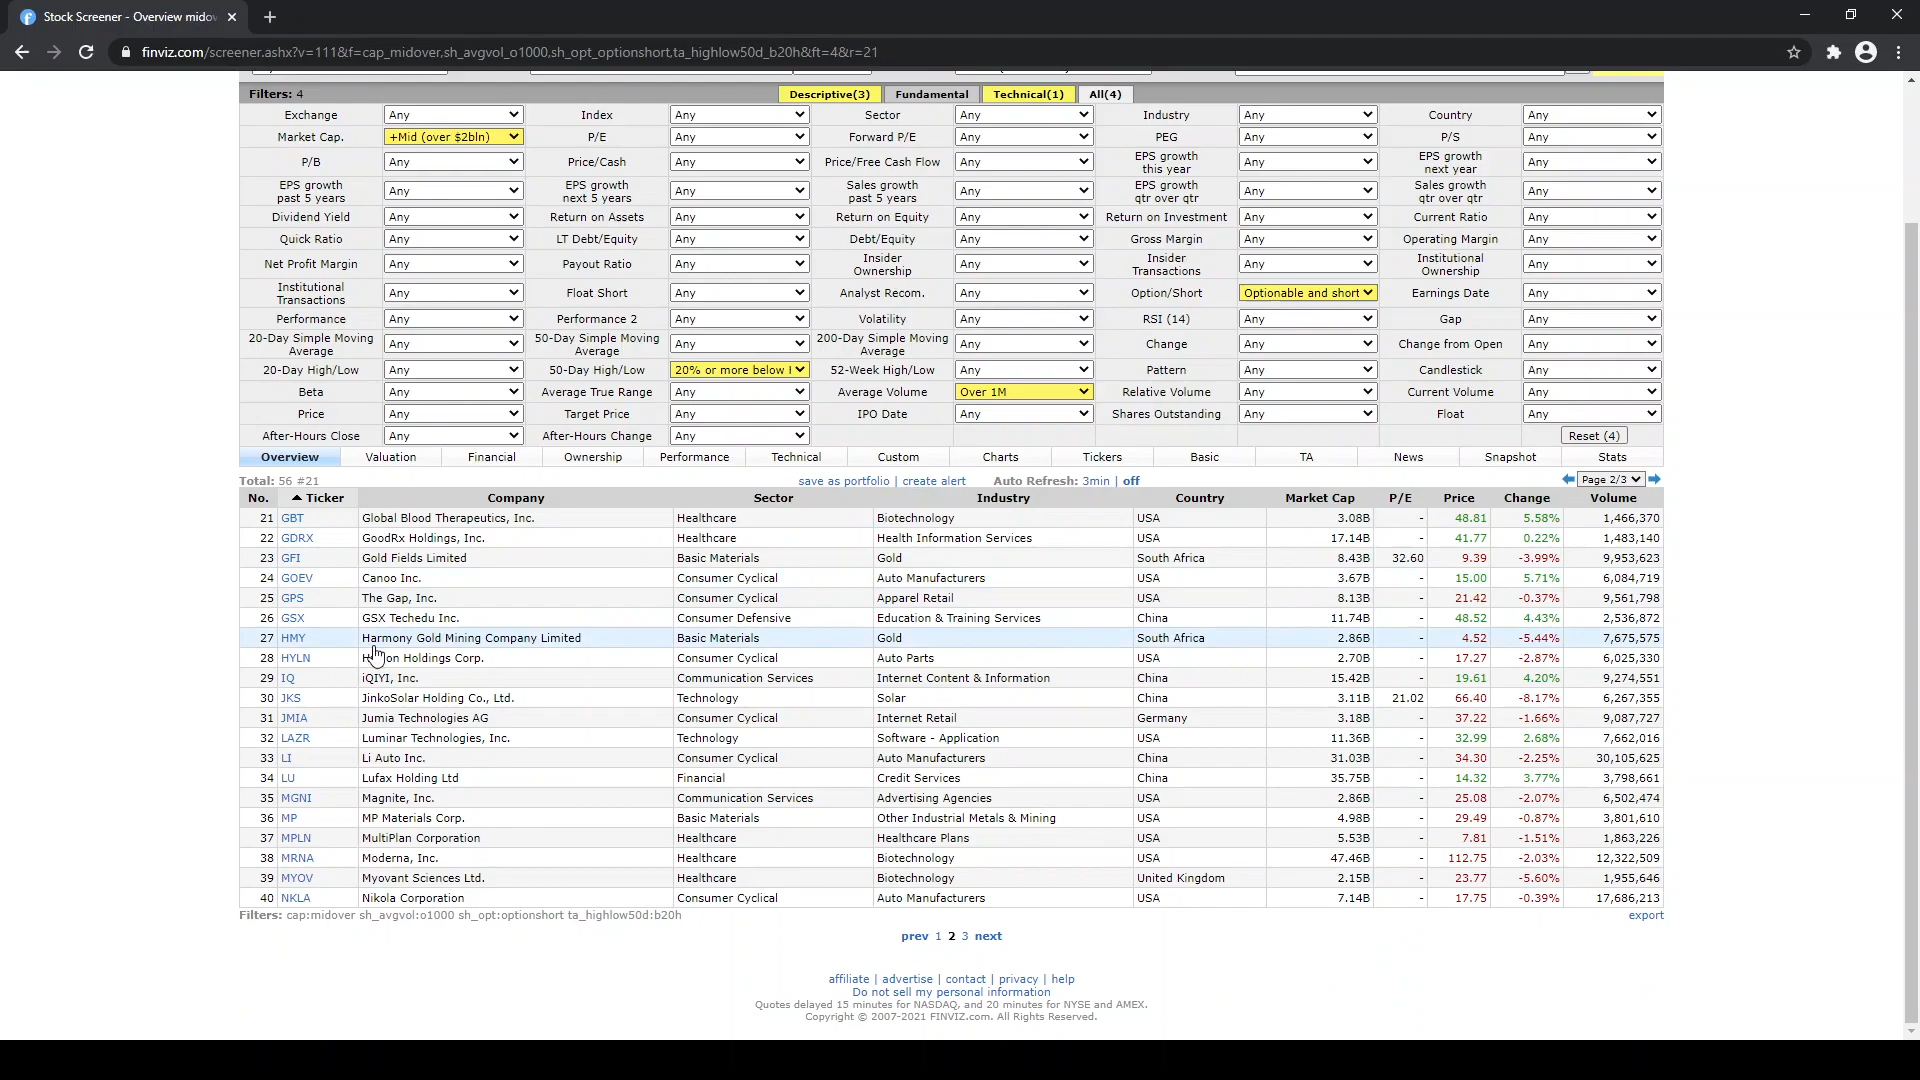 Stock Screener - Overview midov
finviz.com/screener.ashx?v=111&f=cap_midover,sh_avgvol_o1000,sh_opt_optionshort,ta_highlow50d_b20h&ft=4&r=21
Filters: 4 Descriptive(3) Fundamental Technical(1) All(4)
Exchange Any Index Any Sector Any Industry Any Country Any
Market Cap. +Mid (over $2bln) P/E Any Forward P/E Any PEG Any P/S Any
P/B Any Price/Cash Any Price/Free Cash Flow Any EPS growth this year Any EPS growth next year Any
EPS growth past 5 years Any EPS growth next 5 years Any Sales growth past 5 years Any EPS growth qtr over qtr Any Sales growth qtr over qtr Any
Dividend Yield Any Return on Assets Any Return on Equity Any Return on Investment Any Current Ratio Any
Quick Ratio Any LT Debt/Equity Any Debt/Equity Any Gross Margin Any Operating Margin Any
Net Profit Margin Any Payout Ratio Any Insider Ownership Any Insider Transactions Any Institutional Ownership Any
Institutional Transactions Any Float Short Any Analyst Recom. Any Option/Short Optionable and short Earnings Date Any
Performance Any Performance 2 Any Volatility Any RSI (14) Any Gap Any
20-Day Simple Moving Average Any 50-Day Simple Moving Average Any 200-Day Simple Moving Average Any Change Any Change from Open Any
20-Day High/Low Any 50-Day High/Low 20% or more below 52-Week High/Low Any Pattern Any Candlestick Any
Beta Any Average True Range Any Average Volume Over 1M Relative Volume Any Current Volume Any
Price Any Target Price Any IPO Date Any Shares Outstanding Any Float Any
After-Hours Close Any After-Hours Change Any Reset (4)
Overview Valuation Financial Ownership Performance Technical Custom Charts Tickers Basic TA News Snapshot Stats
Total: 56 #21 save as portfolio | create alert Auto Refresh: 3min | off Page 2/3
No. Ticker Company Sector Industry Country Market Cap P/E Price Change Volume
21 GBT Global Blood Therapeutics, Inc. Healthcare Biotechnology USA 3.08B - 48.81 5.58% 1,466,370
22 GDRX GoodRx Holdings, Inc. Healthcare Health Information Services USA 17.14B - 41.77 0.22% 1,483,140
23 GFI Gold Fields Limited Basic Materials Gold South Africa 8.43B 32.60 9.39 -3.99% 9,953,623
24 GOEV Canoo Inc. Consumer Cyclical Auto Manufacturers USA 3.67B - 15.00 5.71% 6,084,719
25 GPS The Gap, Inc. Consumer Cyclical Apparel Retail USA 8.13B - 21.42 -0.37% 9,561,798
26 GSX GSX Techedu Inc. Consumer Defensive Education & Training Services China 11.74B - 48.52 4.43% 2,536,872
27 HMY Harmony Gold Mining Company Limited Basic Materials Gold South Africa 2.86B - 4.52 -5.44% 7,675,575
28 HYLN Holdings Corp. Consumer Cyclical Auto Parts USA 2.70B - 17.27 -2.87% 6,025,330
29 IQ iQIYI, Inc. Communication Services Internet Content & Information China 15.42B - 19.61 4.20% 9,274,551
30 JKS JinkoSolar Holding Co., Ltd. Technology Solar China 3.11B 21.02 66.40 -8.17% 6,267,355
31 JMIA Jumia Technologies AG Consumer Cyclical Internet Retail Germany 3.18B - 37.22 -1.66% 9,087,727
32 LAZR Luminar Technologies, Inc. Technology Software - Application USA 11.36B - 32.99 2.68% 7,662,016
33 LI Li Auto Inc. Consumer Cyclical Auto Manufacturers China 31.03B - 34.30 -2.25% 30,105,625
34 LU Lufax Holding Ltd Financial Credit Services China 35.75B - 14.32 3.77% 3,798,661
35 MGNI Magnite, Inc. Communication Services Advertising Agencies USA 2.86B - 25.08 -2.07% 6,502,474
36 MP MP Materials Corp. Basic Materials Other Industrial Metals & Mining USA 4.98B - 29.49 -0.87% 3,801,610
37 MPLN MultiPlan Corporation Healthcare Healthcare Plans USA 5.53B - 7.81 -1.51% 1,863,226
38 MRNA Moderna, Inc. Healthcare Biotechnology USA 47.46B - 112.75 -2.03% 12,322,509
39 MYOV Myovant Sciences Ltd. Healthcare Biotechnology United Kingdom 2.15B - 23.77 -5.60% 1,955,646
40 NKLA Nikola Corporation Consumer Cyclical Auto Manufacturers USA 7.14B - 17.75 -0.39% 17,686,213
Filters: cap:midover sh_avgvol:o1000 sh_opt:optionshort ta_highlow50d:b20h export
prev 1 2 3 next
affiliate | advertise | contact | privacy | help
Do not sell my personal information
Quotes delayed 15 minutes for NASDAQ, and 20 minutes for NYSE and AMEX.
Copyright © 2007-2021 FINVIZ.com. All Rights Reserved.